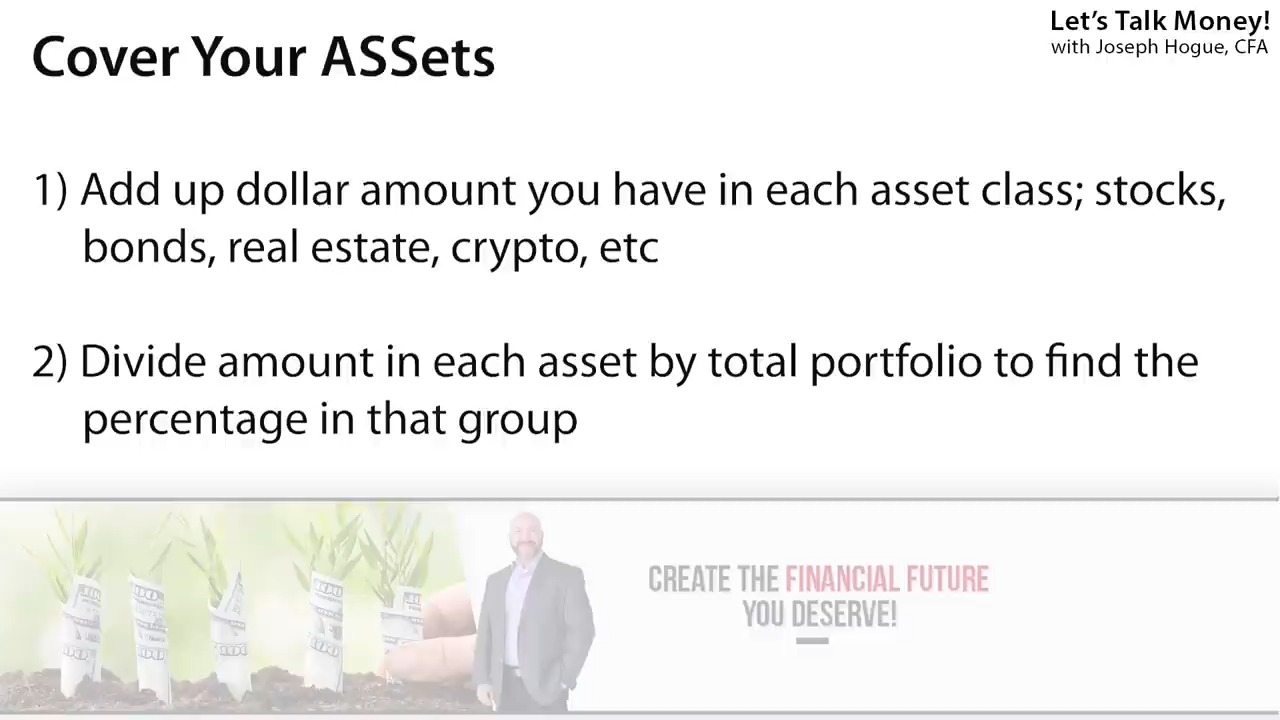 Let's Talk Money!
with Joseph Hogue, CFA
Cover Your ASSets
1) Add up dollar amount you have in each asset class; stocks,
bonds, real estate, crypto, etc
2) Divide amount in each asset by total portfolio to find the
percentage in that group
CREATE THE FINANCIAL FUTURE
YOU DESERVE!